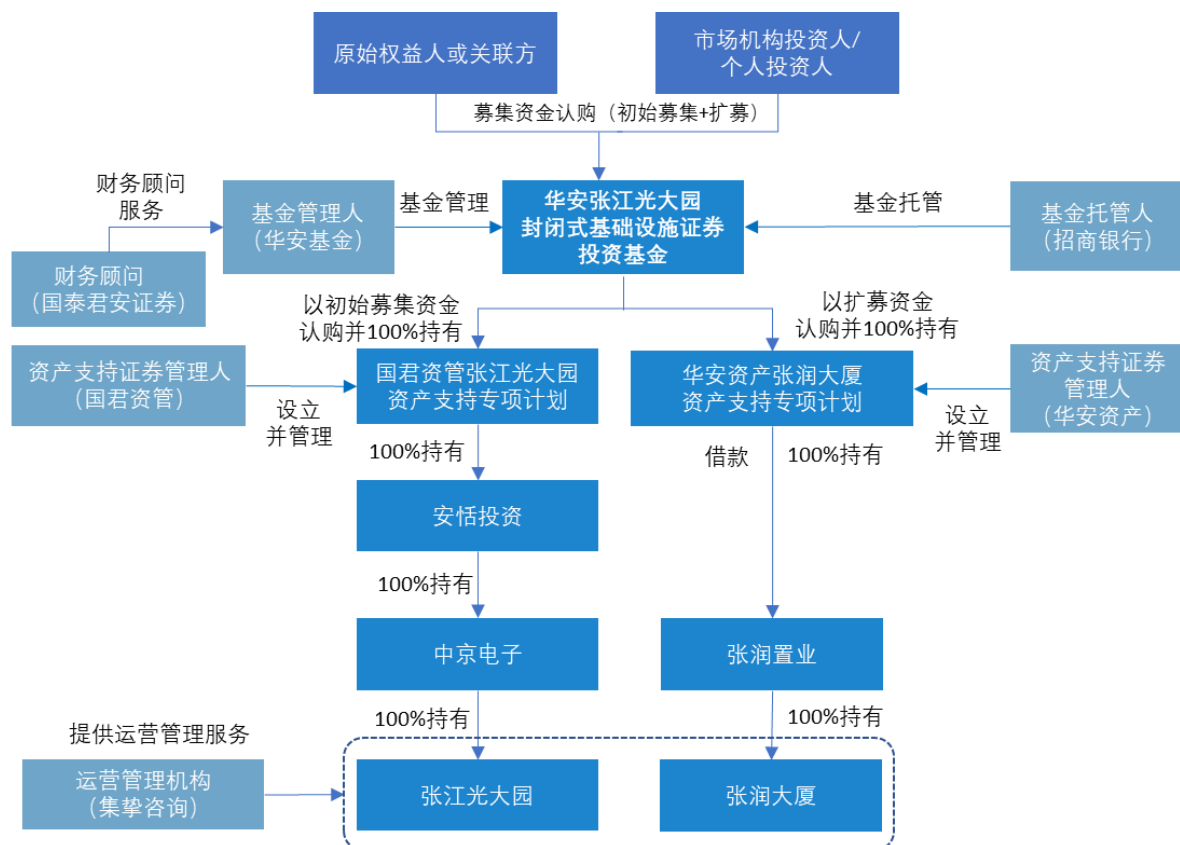 原始权益人或关联方
市场机构投资人/
个人投资人
募集资金认购（初始募集+扩募）
财务顾问
服务
基金管理人
（华安基金）
基金管理
华安张江光大园
封闭式基础设施证券
投资基金
基金托管
基金托管人
（招商银行）
财务顾问
（国泰君安证券）
以初始募集资金
认购并100%持有
以扩募资金
认购并100%持有
资产支持证券管理人
（国君资管）
设立
并管理
国君资管张江光大园
资产支持专项计划
华安资产张润大厦
资产支持专项计划
设立
并管理
资产支持证券
管理人
（华安资产）
100%持有
借款
100%持有
安恬投资
100%持有
中京电子
张润置业
100%持有
100%持有
提供运营管理服务
运营管理机构
（集挚咨询）
张江光大园
张润大厦